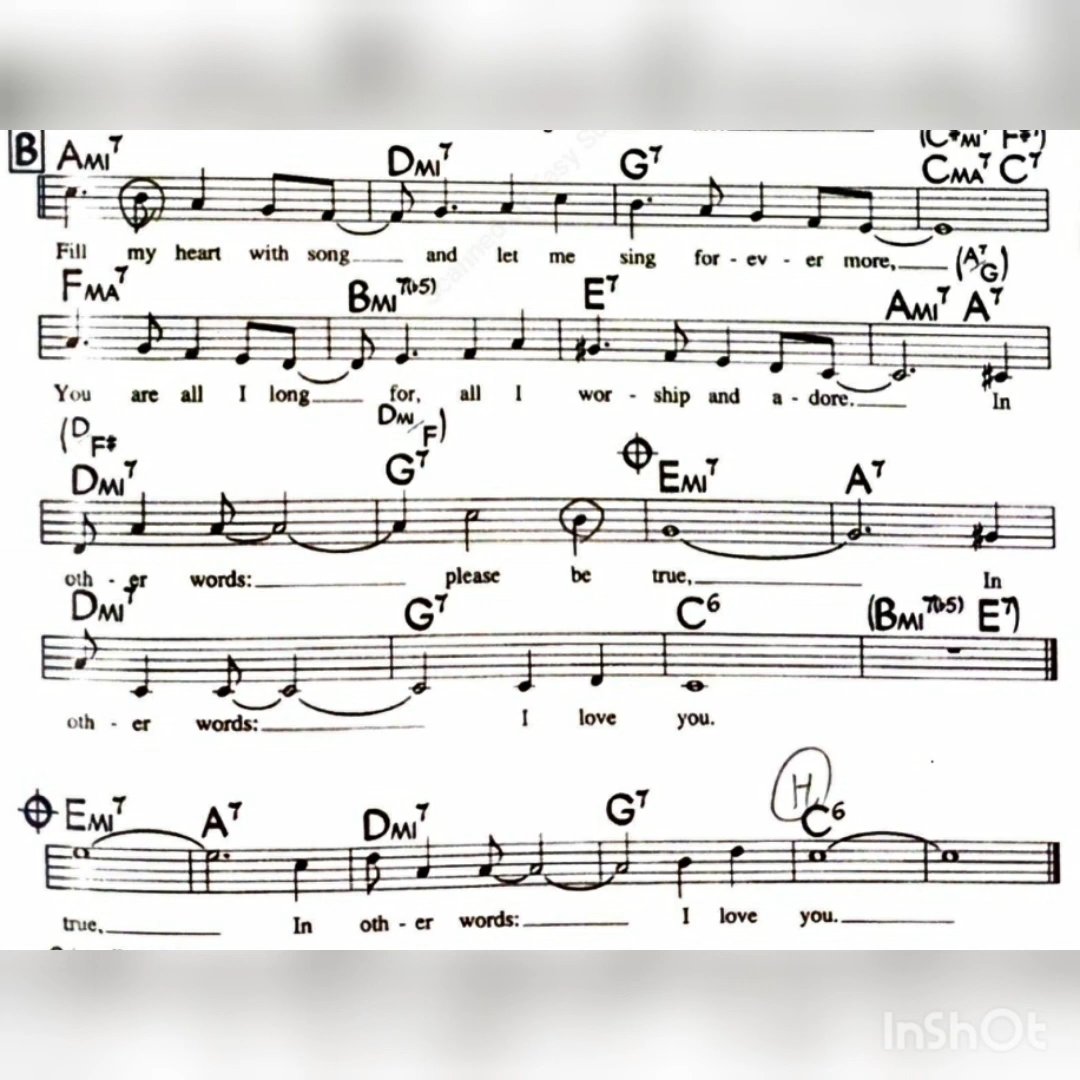 (C#MI7 F#7)
B AMI7 DMI7 G7 CMA7 C7
Fill my heart with song and let me sing for - ev - er more,
(A7/G)
FMA7 BMI7(b5) E7 AMI7 A7
You are all I long for, all I wor - ship and a - dore. In
(D/F# DMI/F)
DMI7 G7 EMI7 A7
oth - er words: please be true, In
DMI7 G7 C6 (BMI7(b5) E7)
oth - er words: I love you.
H
EMI7 A7 DMI7 G7 C6
true, In oth - er words: I love you.
InShOt